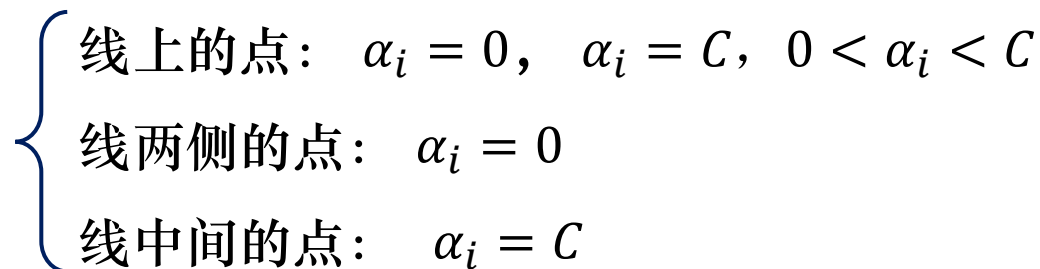 线上的点： αᵢ = 0， αᵢ = C，0 < αᵢ < C
线两侧的点： αᵢ = 0
线中间的点： αᵢ = C